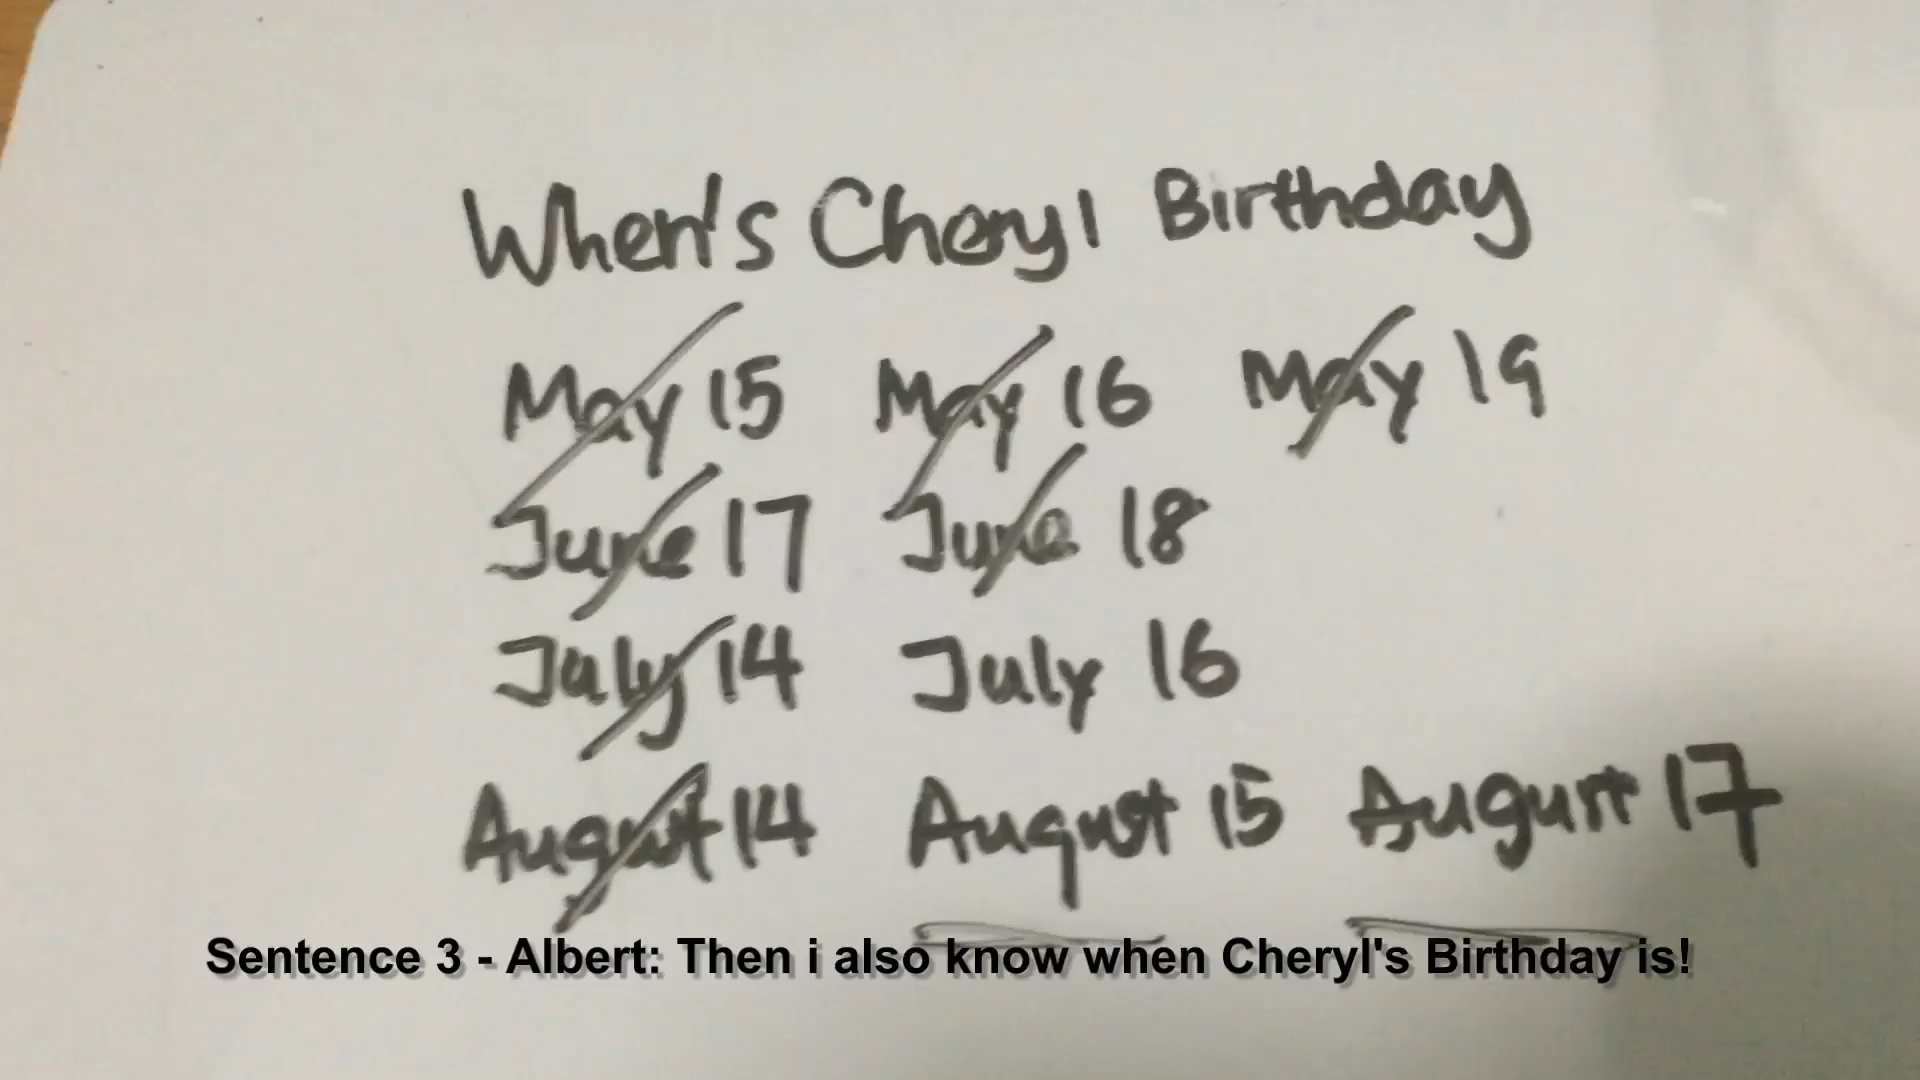 When's Cheryl Birthday
May 15 May 16 May 19
June 17 June 18
July 14 July 16
August 14 August 15 August 17
Sentence 3 - Albert: Then i also know when Cheryl's Birthday is!